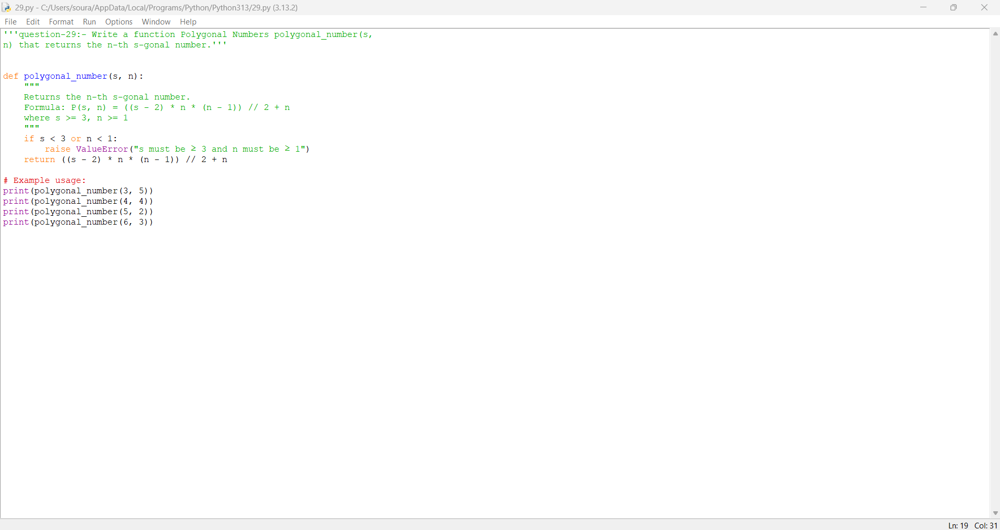 29.py - C:/Users/soura/AppData/Local/Programs/Python/Python313/29.py (3.13.2)
File Edit Format Run Options Window Help
'''question-29:- Write a function Polygonal Numbers polygonal_number(s,
n) that returns the n-th s-gonal number.'''
def polygonal_number(s, n):
    """
    Returns the n-th s-gonal number.
    Formula: P(s, n) = ((s - 2) * n * (n - 1)) // 2 + n
    where s >= 3, n >= 1
    """
    if s < 3 or n < 1:
        raise ValueError("s must be ≥ 3 and n must be ≥ 1")
    return ((s - 2) * n * (n - 1)) // 2 + n
# Example usage:
print(polygonal_number(3, 5))
print(polygonal_number(4, 4))
print(polygonal_number(5, 2))
print(polygonal_number(6, 3))
Ln: 19 Col: 31